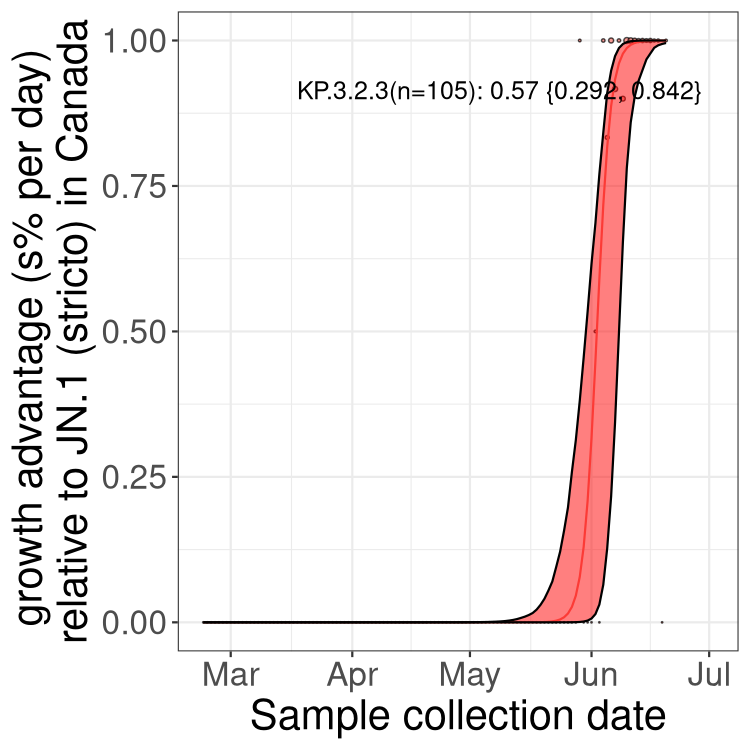 growth advantage (s% per day)
relative to JN.1 (stricto) in Canada
1.00
0.75
0.50
0.25
0.00
KP.3.2.3(n=105): 0.57 {0.292, 0.842}
Mar Apr May Jun Jul
Sample collection date